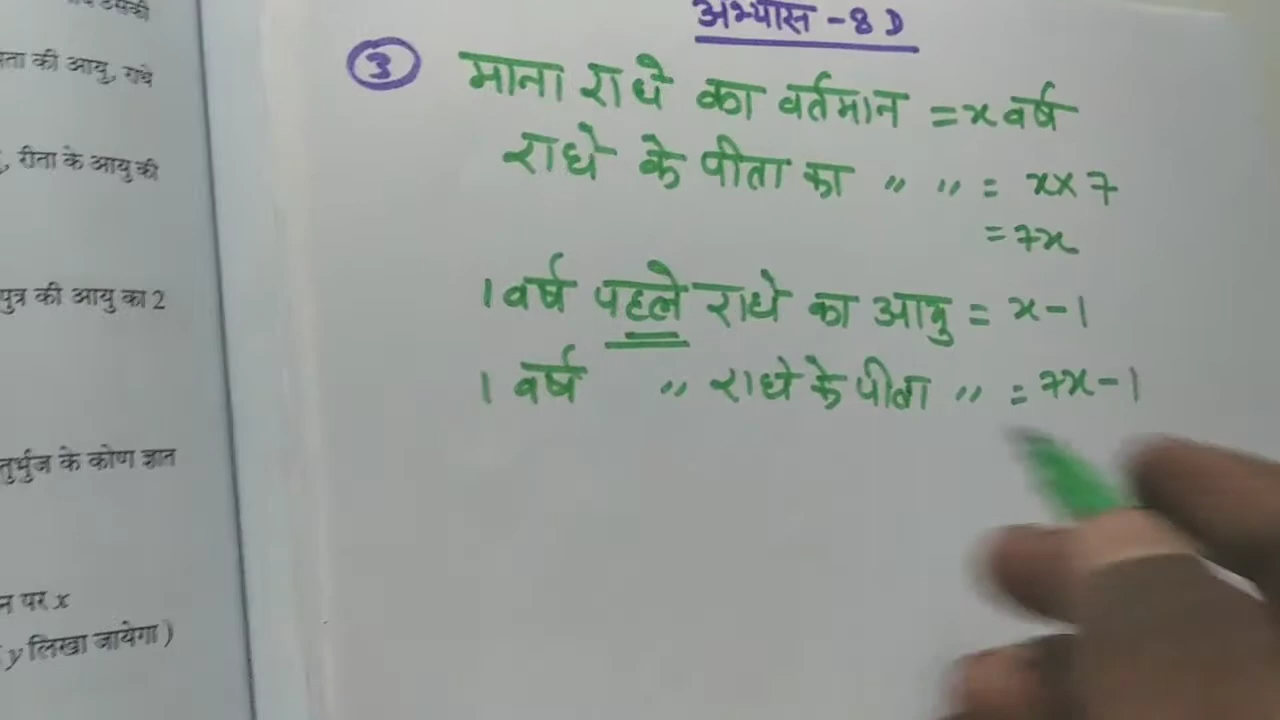 की आयु, राधे
, रीता के आयु की
पुत्र की आयु का 2
के कोण ज्ञात
पर x
y लिखा जायेगा )
अभ्यास - 8 D
3 माना राधे का वर्तमान = x वर्ष
राधे के पीता का " " = x × 7
= 7x
1 वर्ष पहले राधे का आयु = x - 1
1 वर्ष " राधे के पीता " = 7x - 1